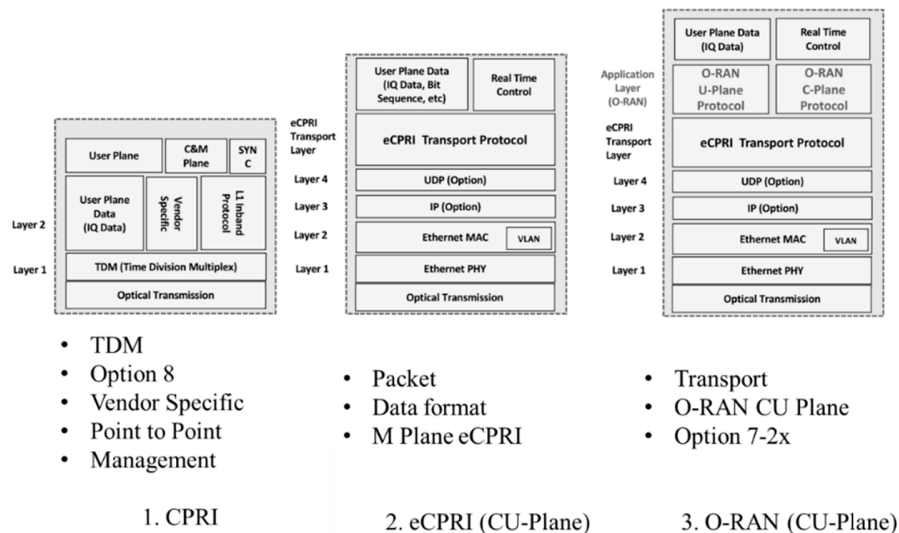 User Plane
C&M
Plane
SYN
C
User Plane
Data
(IQ Data)
Vendor
Specific
L1 Inband
Protocol
Layer 2
Layer 1
TDM (Time Division Multiplex)
Optical Transmission
• TDM
• Option 8
• Vendor Specific
• Point to Point
• Management
1. CPRI
User Plane Data
(IQ Data, Bit
Sequence, etc)
Real Time
Control
eCPRI
Transport
Layer
eCPRI Transport Protocol
Layer 4
UDP (Option)
Layer 3
IP (Option)
Layer 2
Ethernet MAC
VLAN
Layer 1
Ethernet PHY
Optical Transmission
• Packet
• Data format
• M Plane eCPRI
2. eCPRI (CU-Plane)
User Plane Data
(IQ Data)
Real Time
Control
Application
Layer
(O-RAN)
O-RAN
U-Plane
Protocol
O-RAN
C-Plane
Protocol
eCPRI
Transport
Layer
eCPRI Transport Protocol
Layer 4
UDP (Option)
Layer 3
IP (Option)
Layer 2
Ethernet MAC
VLAN
Layer 1
Ethernet PHY
Optical Transmission
• Transport
• O-RAN CU Plane
• Option 7-2x
3. O-RAN (CU-Plane)